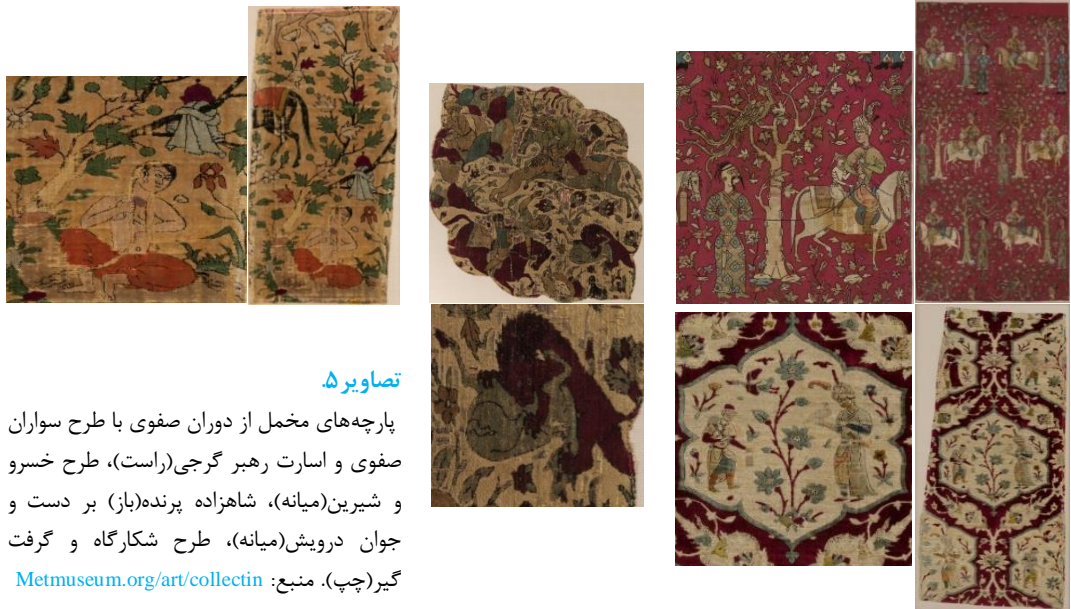 تصاویر ۵.
پارچه‌های مخمل از دوران صفوی با طرح سواران
صفوی و اسارت رهبر گرجی(راست)، طرح خسرو
و شیرین(میانه)، شاهزاده پرنده(باز) بر دست و
جوان درویش(میانه)، طرح شکارگاه و گرفت
گیر(چپ). منبع: Metmuseum.org/art/collectin